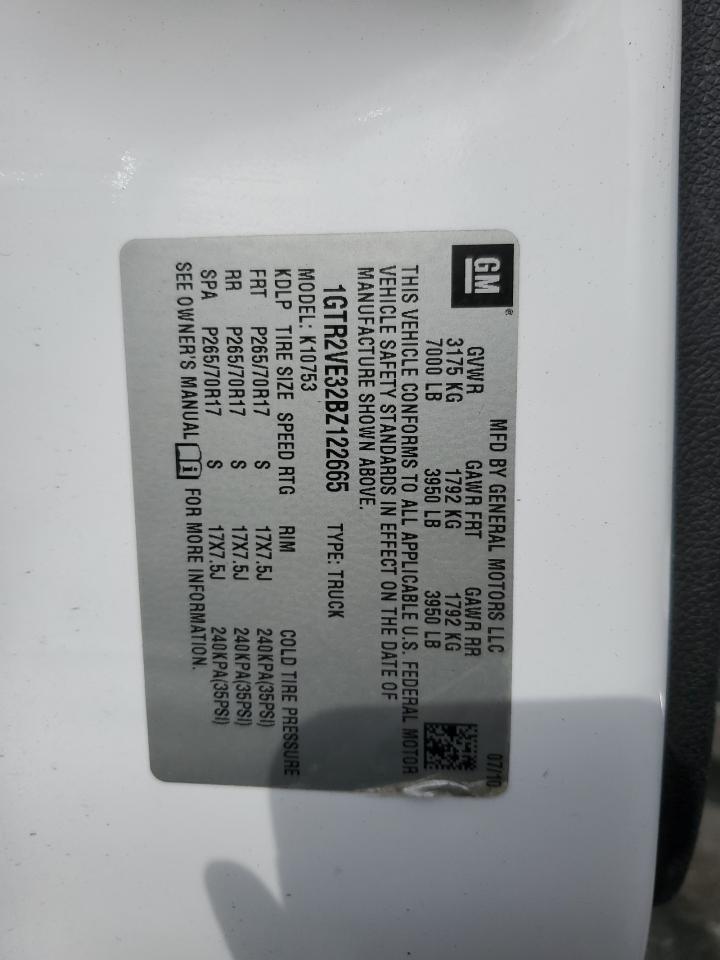 GM®
MFD BY GENERAL MOTORS LLC 07/10
GVWR GAWR FRT GAWR RR
3175 KG 1792 KG 1792 KG
7000 LB 3950 LB 3950 LB
THIS VEHICLE CONFORMS TO ALL APPLICABLE U.S. FEDERAL MOTOR
VEHICLE SAFETY STANDARDS IN EFFECT ON THE DATE OF
MANUFACTURE SHOWN ABOVE.
1GTR2VE32BZ122665 TYPE: TRUCK
MODEL: K10753
KDLP TIRE SIZE SPEED RTG RIM COLD TIRE PRESSURE
FRT P265/70R17 S 17X7.5J 240KPA(35PSI)
RR P265/70R17 S 17X7.5J 240KPA(35PSI)
SPA P265/70R17 S 17X7.5J 240KPA(35PSI)
SEE OWNER'S MANUAL i FOR MORE INFORMATION.